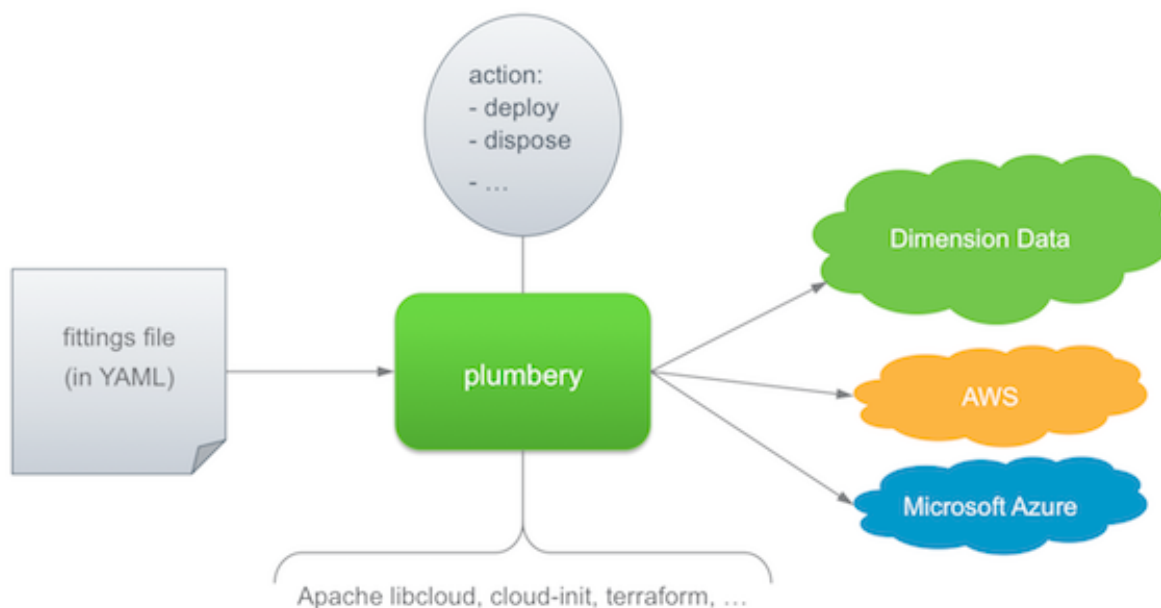 action:
- deploy
- dispose
- …
Dimension Data
fittings file
(in YAML)
plumbery
AWS
Microsoft Azure
Apache libcloud, cloud-init, terraform, …